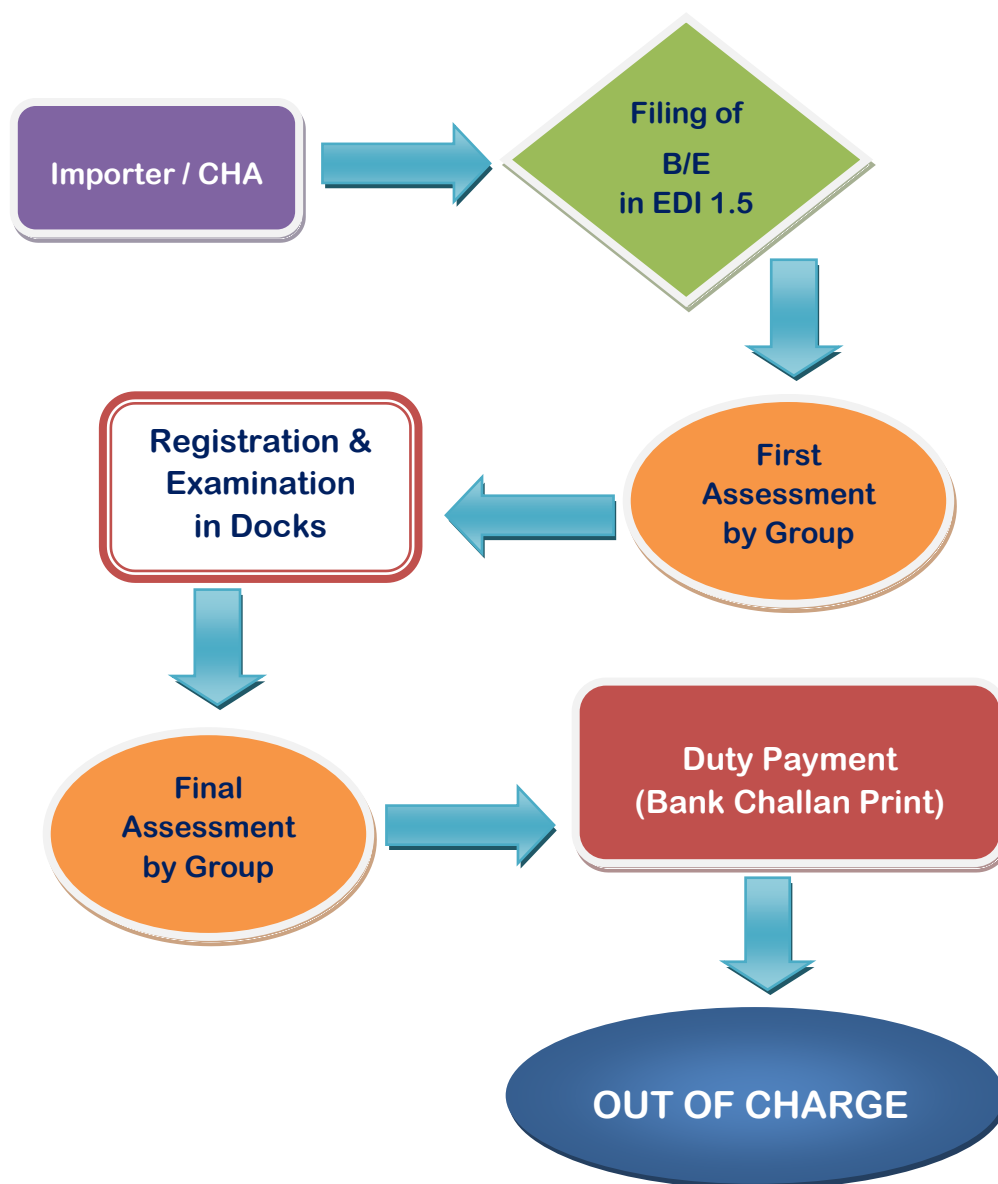 Importer / CHA
Filing of
B/E
in EDI 1.5
First
Assessment
by Group
Registration &
Examination
in Docks
Final
Assessment
by Group
Duty Payment
(Bank Challan Print)
OUT OF CHARGE